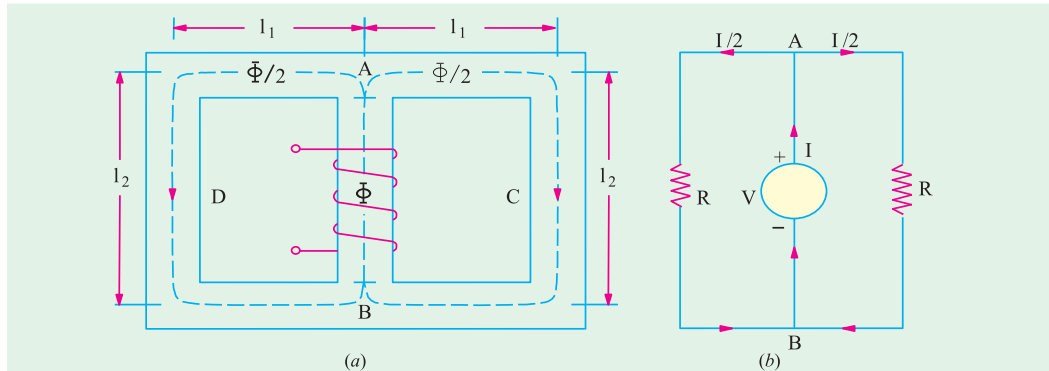 l₁ l₁
Φ/2 A Φ/2
l₂ D Φ C l₂
B
(a)
I/2 A I/2
+ I
R V R
−
B
(b)